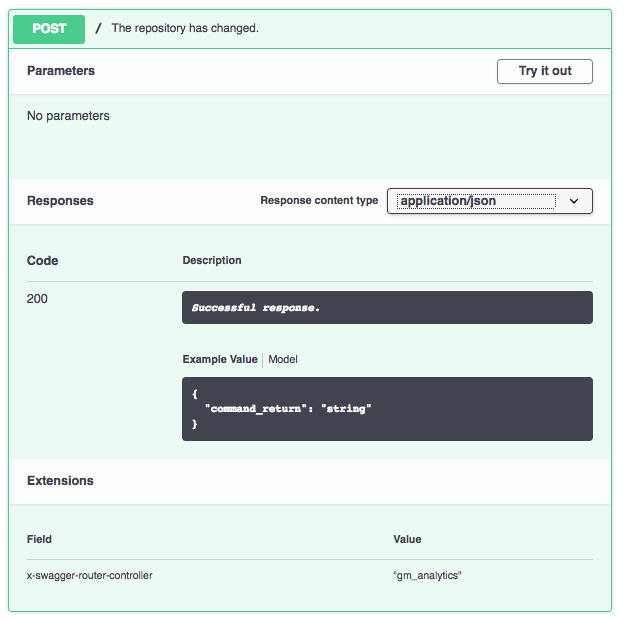 POST / The repository has changed.
Parameters Try it out
No parameters
Responses Response content type application/json
Code Description
200 Successful response.
Example Value Model
{
"command_return": "string"
}
Extensions
Field Value
x-swagger-router-controller "gm_analytics"